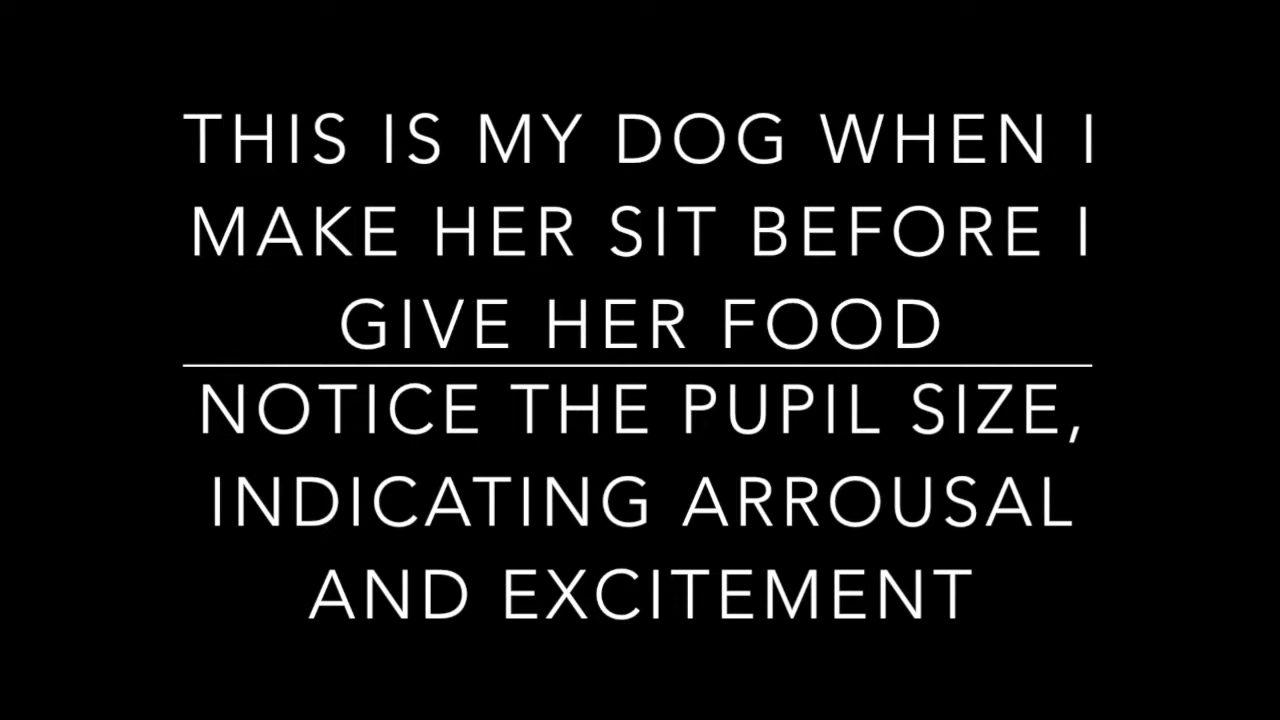 THIS IS MY DOG WHEN I
MAKE HER SIT BEFORE I
GIVE HER FOOD
NOTICE THE PUPIL SIZE,
INDICATING ARROUSAL
AND EXCITEMENT